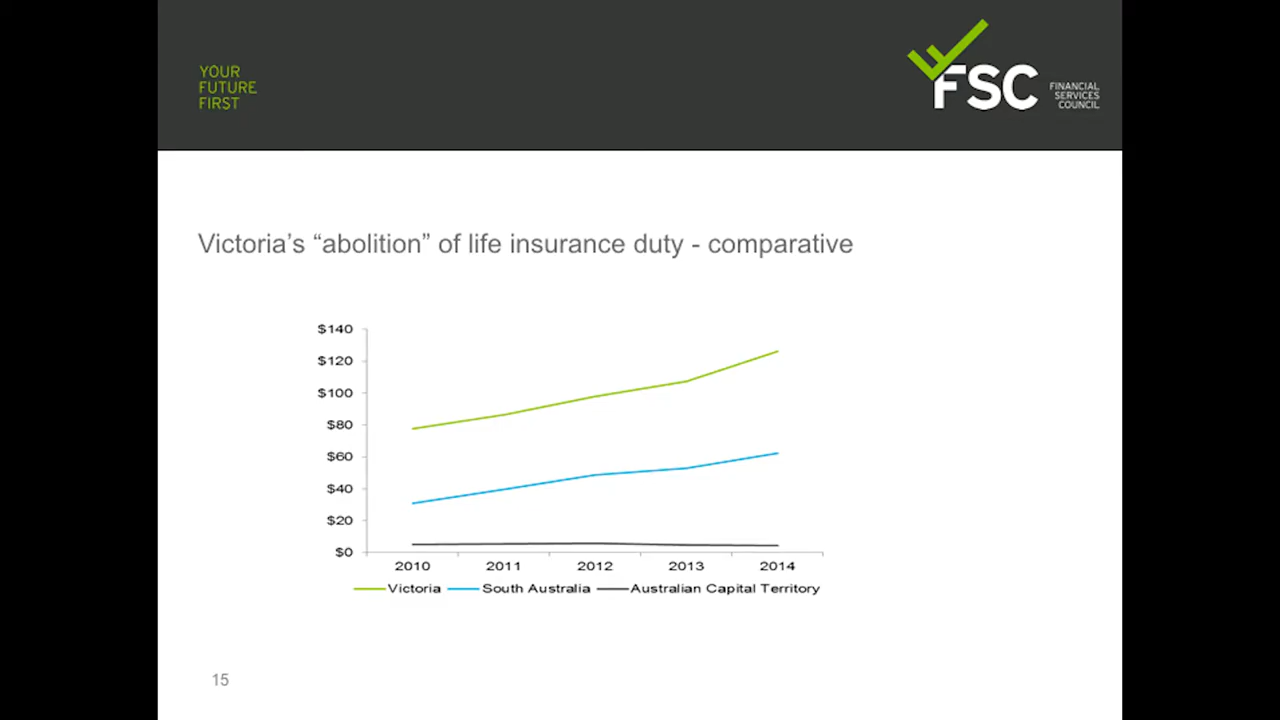 YOUR
FUTURE
FIRST
FSC
FINANCIAL
SERVICES
COUNCIL
Victoria’s “abolition” of life insurance duty - comparative
$140
$120
$100
$80
$60
$40
$20
$0
2010 2011 2012 2013 2014
Victoria South Australia Australian Capital Territory
15